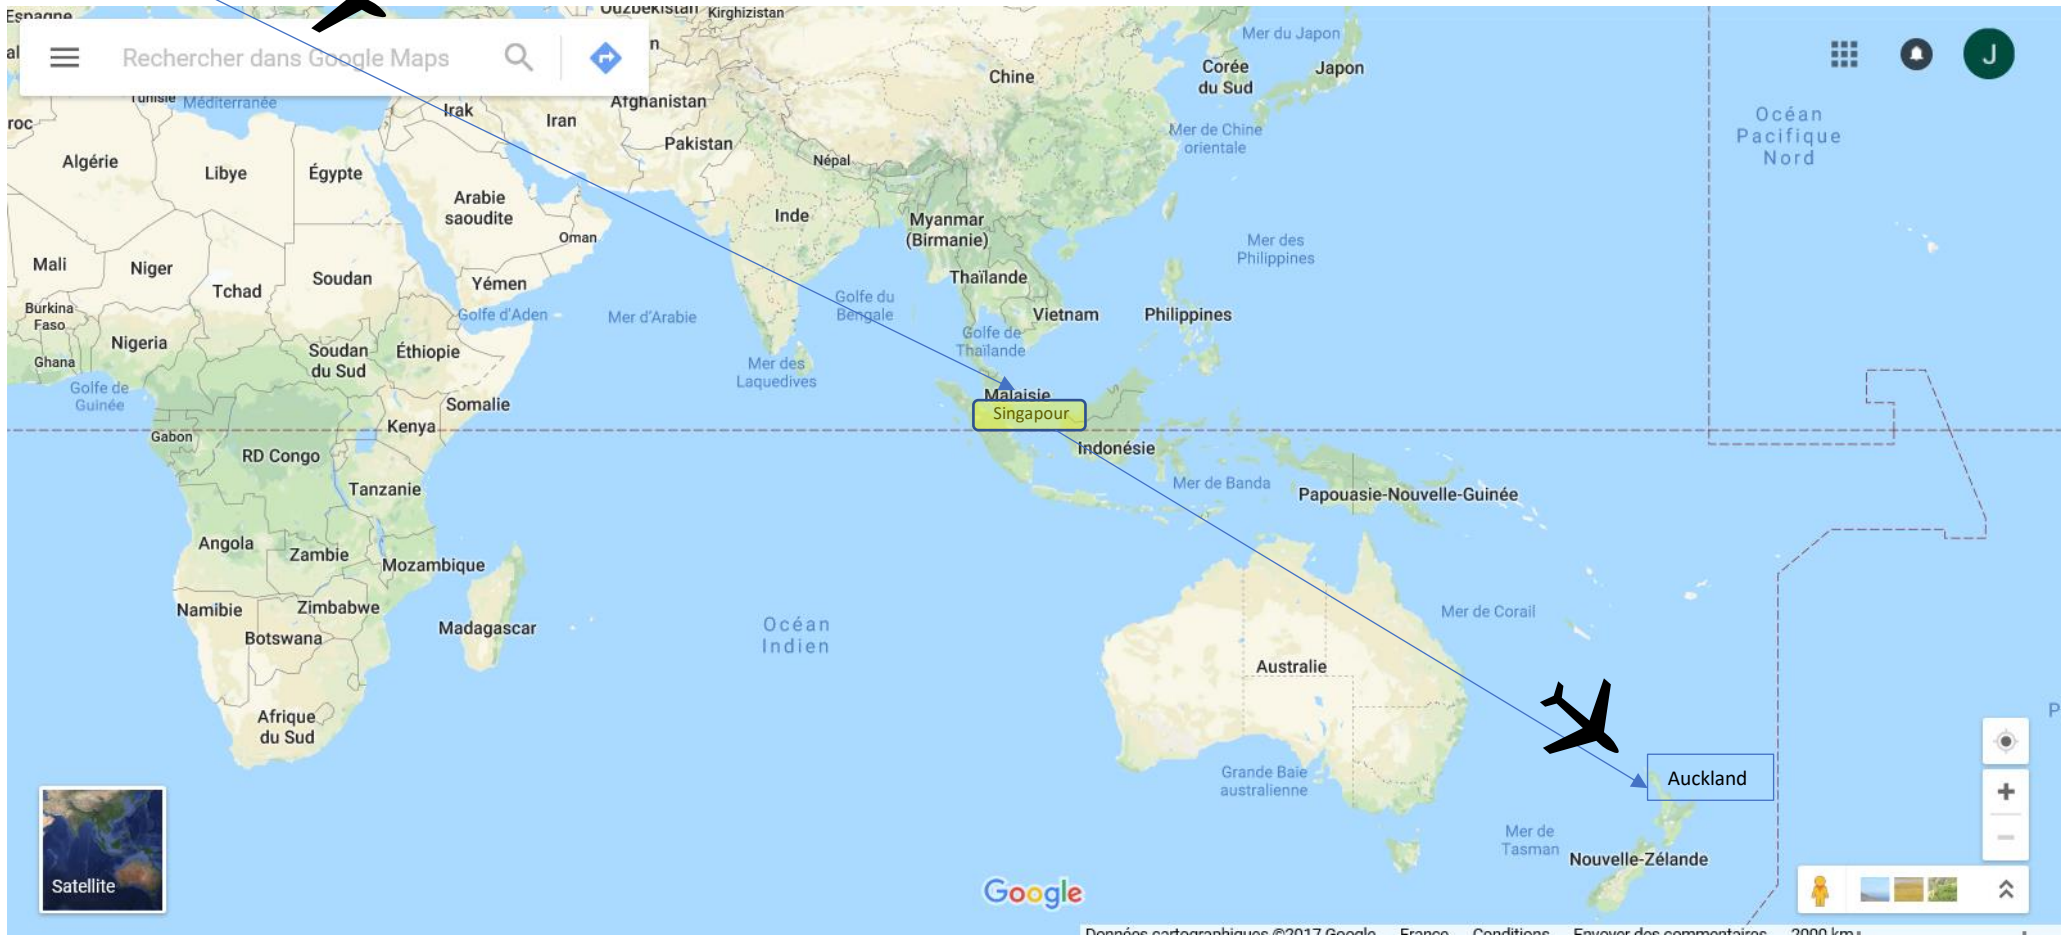 Espagne
Ouzbékistan
Kirghizistan
Rechercher dans Google Maps
Mer du Japon
Chine
Corée
du Sud
Japon
J
Tunisie
Méditerranée
Irak
Iran
Afghanistan
Pakistan
Népal
Mer de Chine
orientale
Océan
Pacifique
Nord
roc
Algérie
Libye
Égypte
Arabie
saoudite
Oman
Inde
Myanmar
(Birmanie)
Mer des
Philippines
Mali
Niger
Tchad
Soudan
Yémen
Thaïlande
Burkina
Faso
Golfe d'Aden
Mer d'Arabie
Golfe du
Bengale
Vietnam
Philippines
Ghana
Nigeria
Soudan
du Sud
Éthiopie
Golfe de
Thaïlande
Mer des
Laquedives
Golfe de
Guinée
Somalie
Malaisie
Singapour
Gabon
Kenya
Indonésie
RD Congo
Tanzanie
Mer de Banda
Papouasie-Nouvelle-Guinée
Angola
Zambie
Mozambique
Namibie
Zimbabwe
Botswana
Madagascar
Océan
Indien
Mer de Corail
Australie
Afrique
du Sud
P
Grande Baie
australienne
Auckland
Mer de
Tasman
Nouvelle-Zélande
Satellite
Google
Données cartographiques ©2017 Google France Conditions Envoyer des commentaires 2000 km